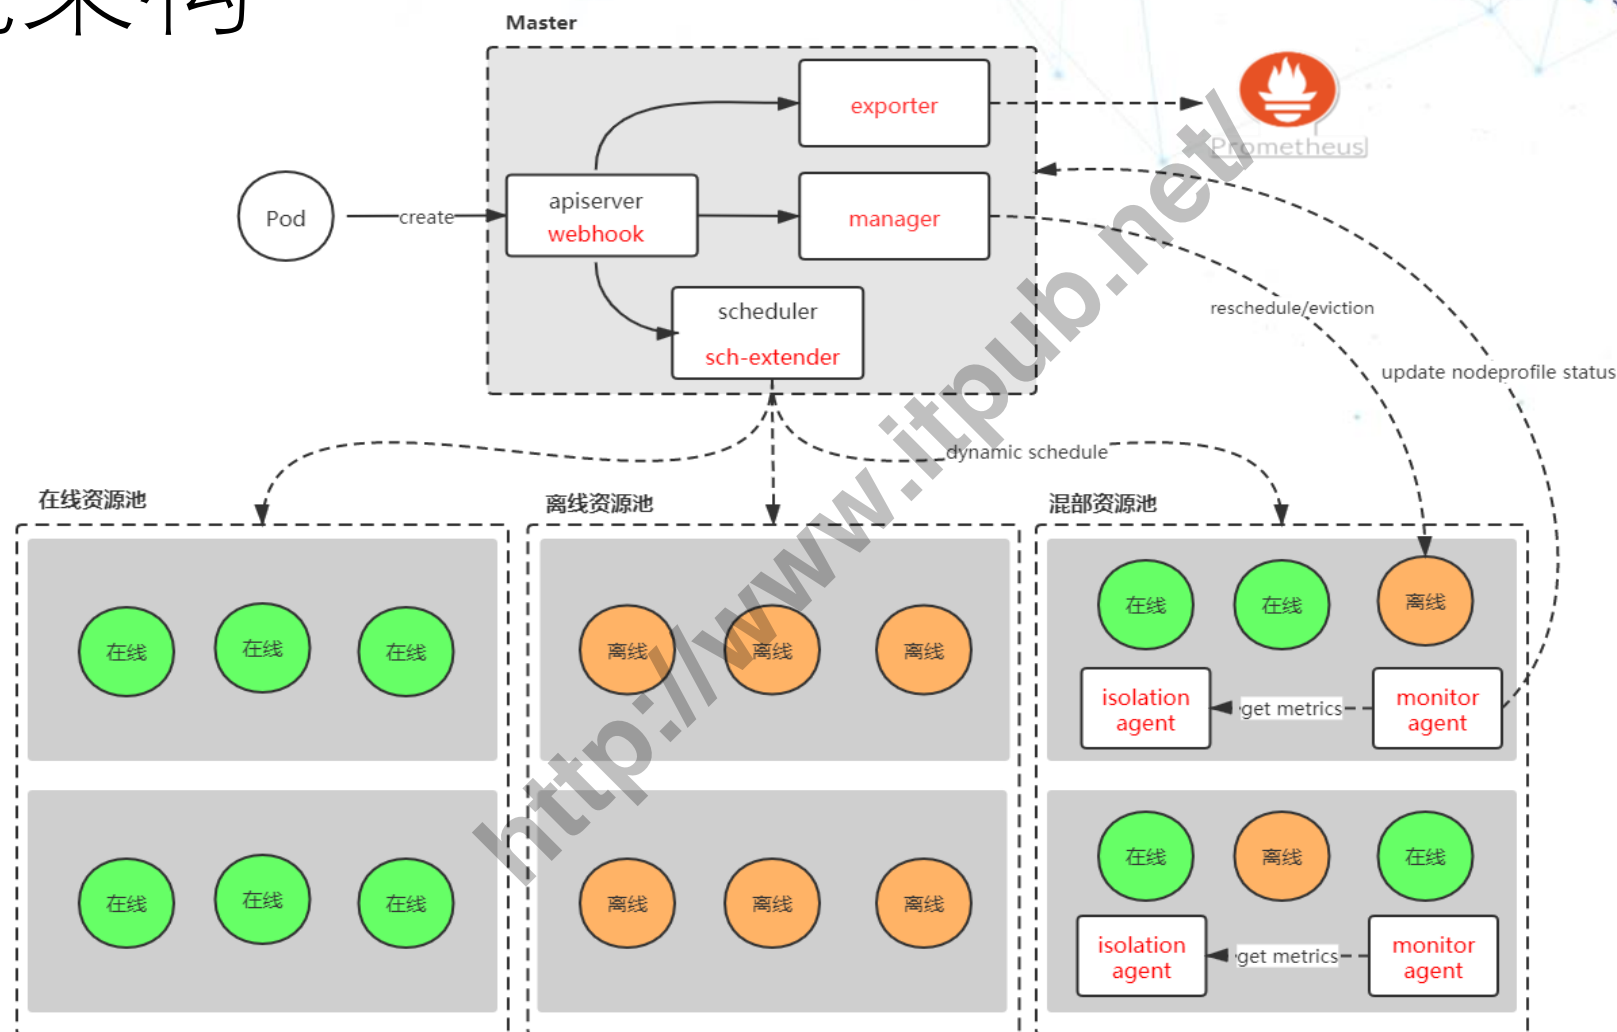 架构
Master
exporter
Prometheus
Pod
create
apiserver
webhook
manager
scheduler
sch-extender
reschedule/eviction
update nodeprofile status
dynamic schedule
在线资源池
离线资源池
混部资源池
在线
在线
在线
离线
离线
离线
在线
在线
离线
isolation
agent
get metrics
monitor
agent
在线
在线
在线
离线
离线
离线
在线
离线
在线
isolation
agent
get metrics
monitor
agent
http://www.itpub.net/